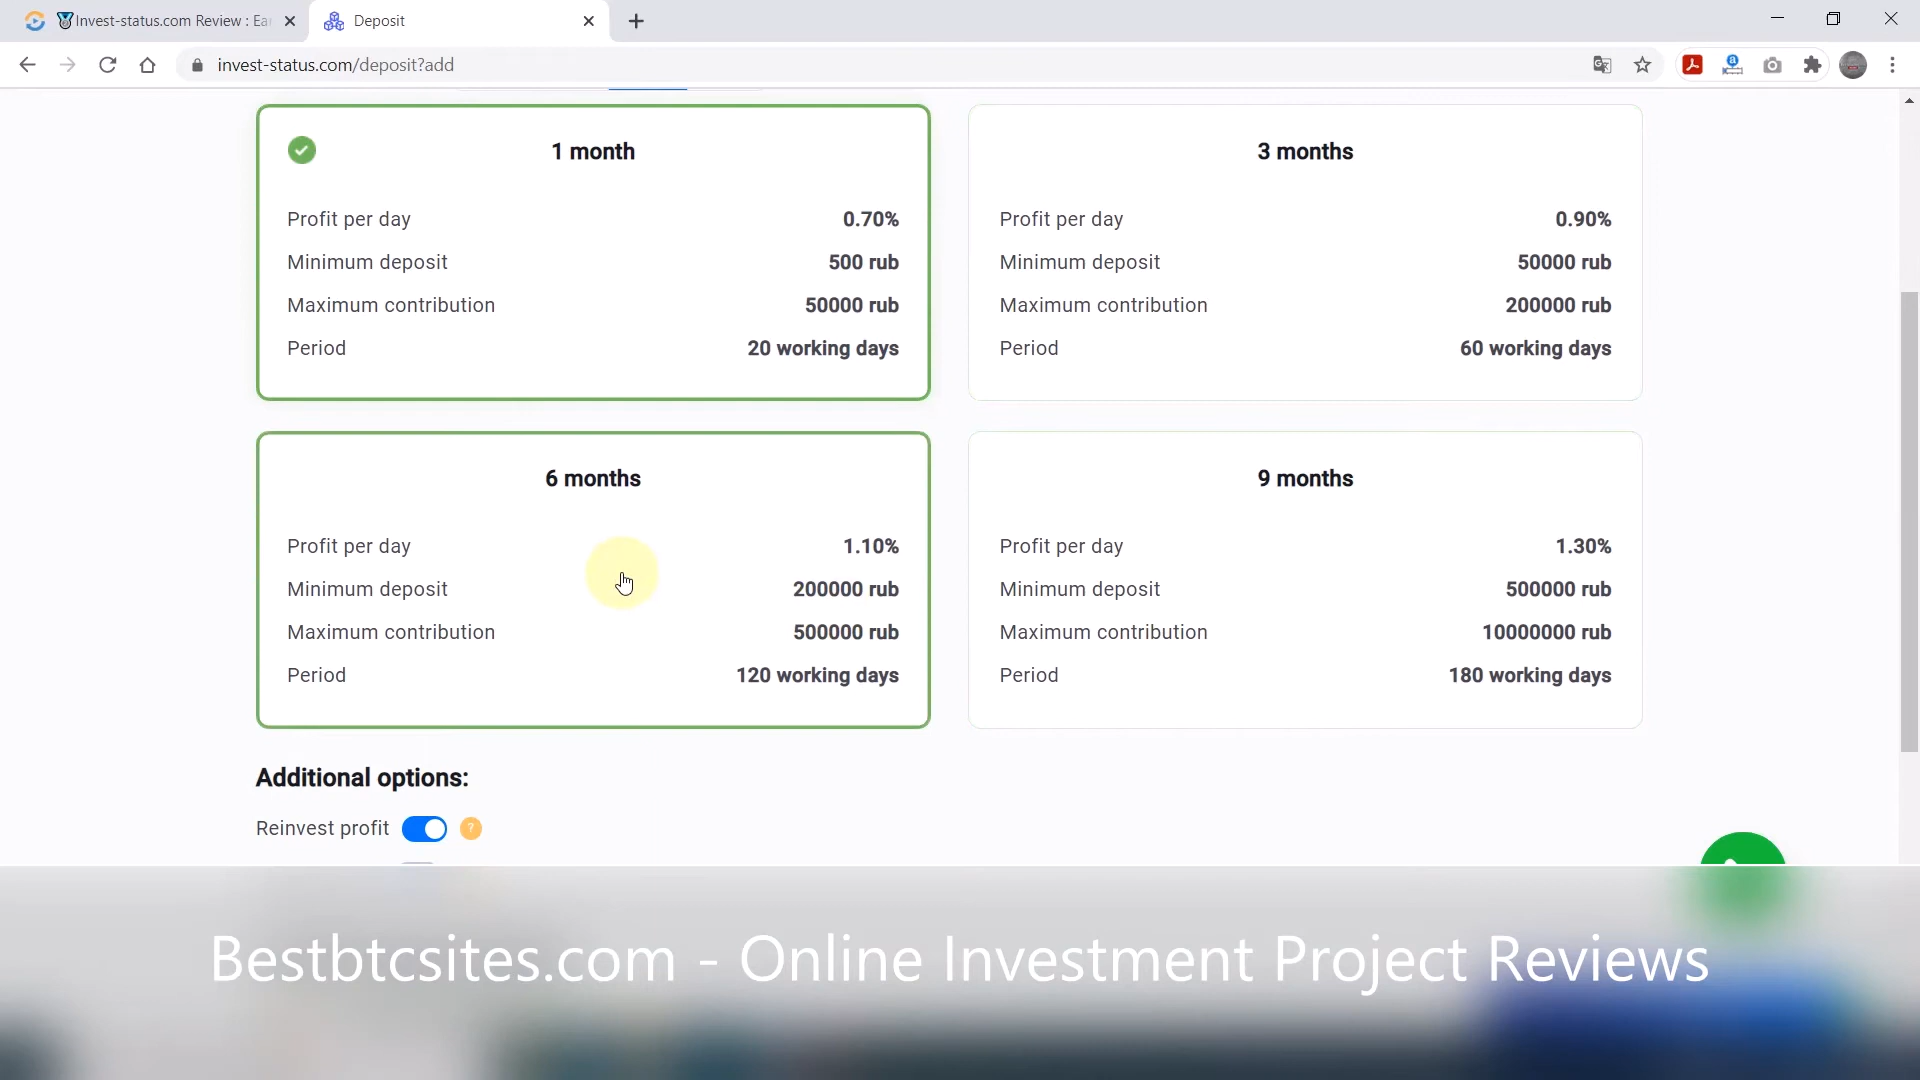 Invest-status.com Review : Ea
Deposit
invest-status.com/deposit?add
1 month
Profit per day 0.70%
Minimum deposit 500 rub
Maximum contribution 50000 rub
Period 20 working days
3 months
Profit per day 0.90%
Minimum deposit 50000 rub
Maximum contribution 200000 rub
Period 60 working days
6 months
Profit per day 1.10%
Minimum deposit 200000 rub
Maximum contribution 500000 rub
Period 120 working days
9 months
Profit per day 1.30%
Minimum deposit 500000 rub
Maximum contribution 10000000 rub
Period 180 working days
Additional options:
Reinvest profit ?
Bestbtcsites.com - Online Investment Project Reviews